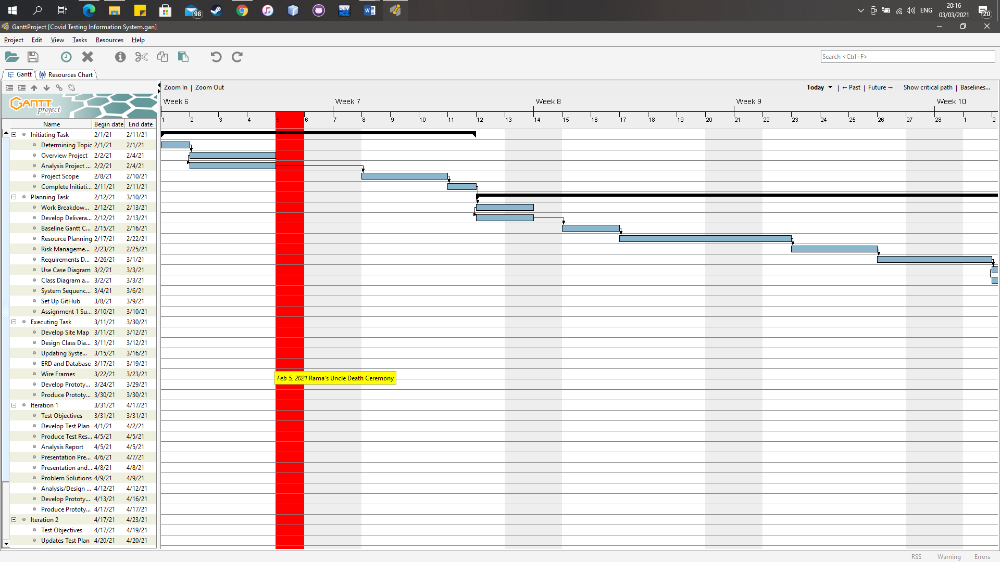 98
DEV
C++
ENG
20:16
03/03/2021
20
GanttProject [Covid Testing Information System.gan]
Project Edit View Tasks Resources Help
Search <Ctrl+F>
Gantt Resources Chart
Zoom In | Zoom Out Today | ← Past | Future → Show critical path | Baselines...
GANTT project
Week 6 Week 7 Week 8 Week 9 Week 10
1 2 3 4 5 6 7 8 9 10 11 12 13 14 15 16 17 18 19 20 21 22 23 24 25 26 27 28 1 2
Name Begin date End date
Initiating Task 2/1/21 2/11/21
Determining Topic 2/1/21 2/1/21
Overview Project 2/2/21 2/4/21
Analysis Project ... 2/2/21 2/4/21
Project Scope 2/8/21 2/10/21
Complete Initiati... 2/11/21 2/11/21
Planning Task 2/12/21 3/10/21
Work Breakdow... 2/12/21 2/13/21
Develop Delivera... 2/12/21 2/13/21
Baseline Gantt C... 2/15/21 2/16/21
Resource Planning 2/17/21 2/22/21
Risk Manageme... 2/23/21 2/25/21
Requirements D... 2/26/21 3/1/21
Use Case Diagram 3/2/21 3/3/21
Class Diagram a... 3/2/21 3/3/21
System Sequenc... 3/4/21 3/6/21
Set Up GitHub 3/8/21 3/9/21
Assignment 1 Su... 3/10/21 3/10/21
Executing Task 3/11/21 3/30/21
Develop Site Map 3/11/21 3/12/21
Design Class Dia... 3/11/21 3/12/21
Updating Syste... 3/15/21 3/16/21
ERD and Database 3/17/21 3/19/21
Wire Frames 3/22/21 3/23/21
Feb 5, 2021 Rama's Uncle Death Ceremony
Develop Prototy... 3/24/21 3/29/21
Produce Prototy... 3/30/21 3/30/21
Iteration 1 3/31/21 4/17/21
Test Objectives 3/31/21 3/31/21
Develop Test Plan 4/1/21 4/2/21
Produce Test Res... 4/5/21 4/5/21
Analysis Report 4/5/21 4/5/21
Presentation Pre... 4/6/21 4/7/21
Presentation and... 4/8/21 4/8/21
Problem Solutions 4/9/21 4/9/21
Analysis/Design ... 4/12/21 4/12/21
Develop Prototy... 4/13/21 4/16/21
Produce Prototy... 4/17/21 4/17/21
Iteration 2 4/17/21 4/23/21
Test Objectives 4/17/21 4/19/21
Updates Test Plan 4/20/21 4/20/21
RSS Warning Errors